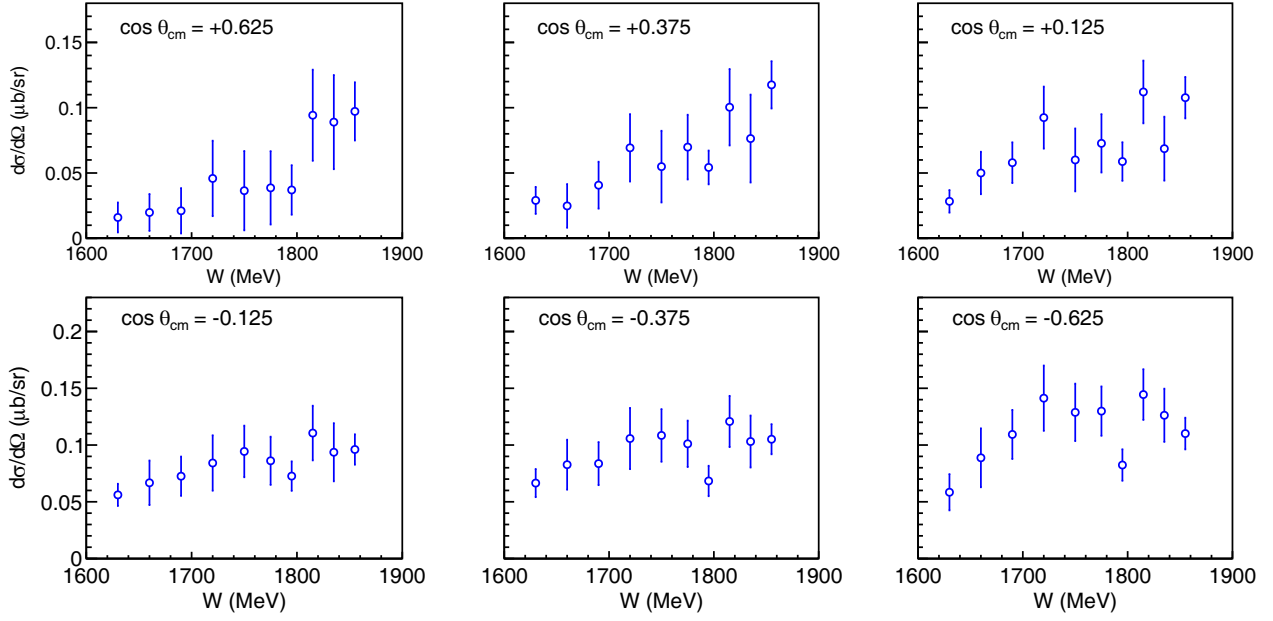 cos θcm = +0.625
cos θcm = +0.375
cos θcm = +0.125
dσ/dΩ (μb/sr)
0.15
0.1
0.05
0
1600 1700 1800 1900
W (MeV)
1600 1700 1800 1900
W (MeV)
1600 1700 1800 1900
W (MeV)
cos θcm = -0.125
cos θcm = -0.375
cos θcm = -0.625
dσ/dΩ (μb/sr)
0.2
0.15
0.1
0.05
0
1600 1700 1800 1900
W (MeV)
1600 1700 1800 1900
W (MeV)
1600 1700 1800 1900
W (MeV)